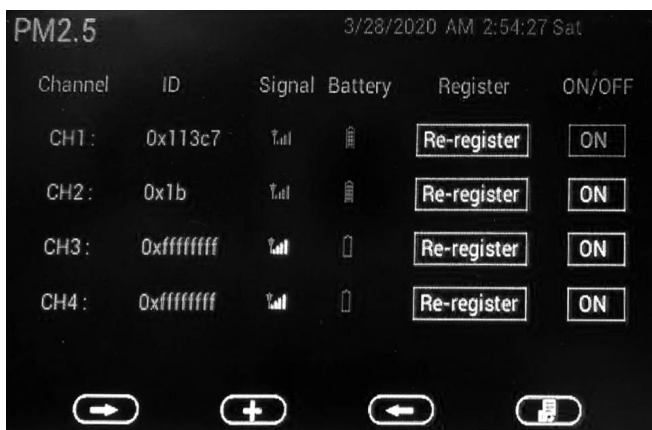 PM2.5 3/28/2020 AM 2:54:27 Sat
Channel ID Signal Battery Register ON/OFF
CH1 : 0x113c7 Re-register ON
CH2 : 0x1b Re-register ON
CH3 : 0xffffffff Re-register ON
CH4 : 0xffffffff Re-register ON